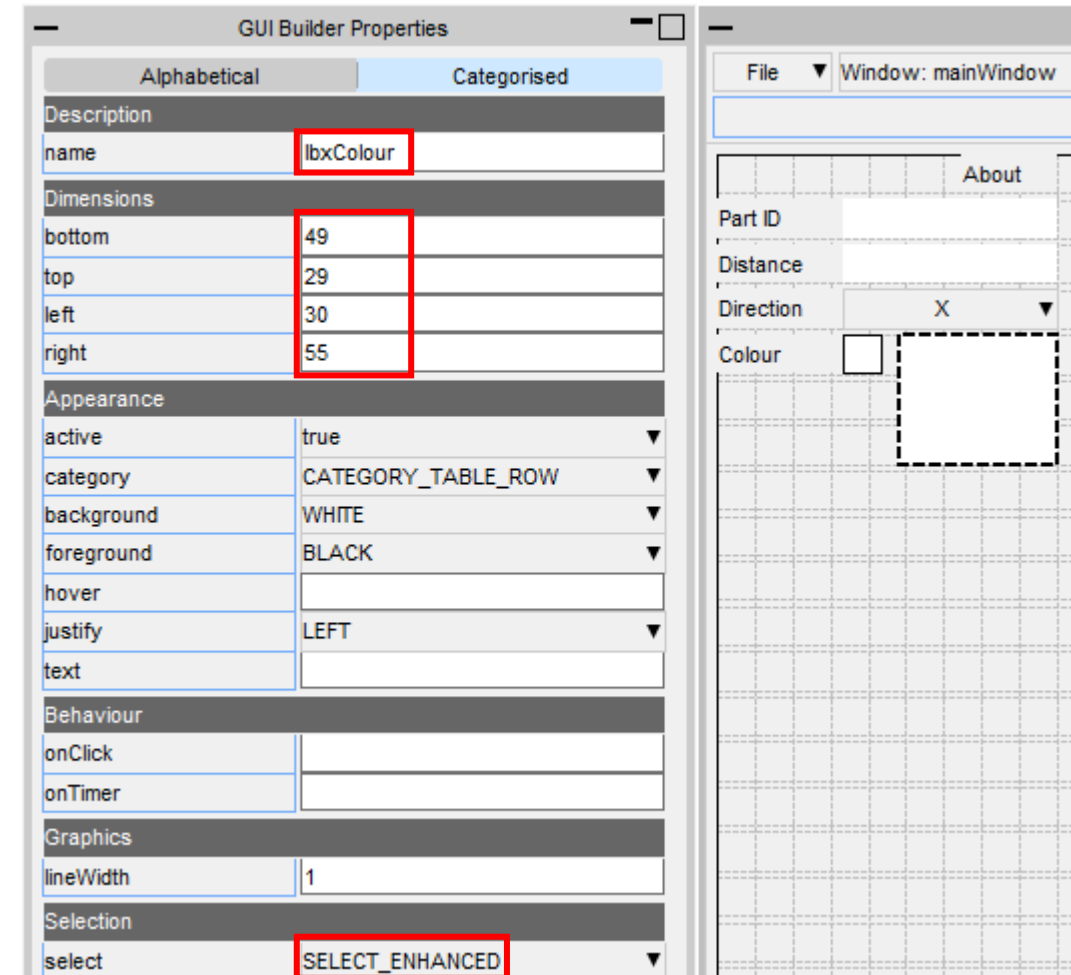 GUI Builder Properties
Alphabetical Categorised
Description
name lbxColour
Dimensions
bottom 49
top 29
left 30
right 55
Appearance
active true
category CATEGORY_TABLE_ROW
background WHITE
foreground BLACK
hover
justify LEFT
text
Behaviour
onClick
onTimer
Graphics
lineWidth 1
Selection
select SELECT_ENHANCED
File Window: mainWindow
About
Part ID
Distance
Direction X
Colour